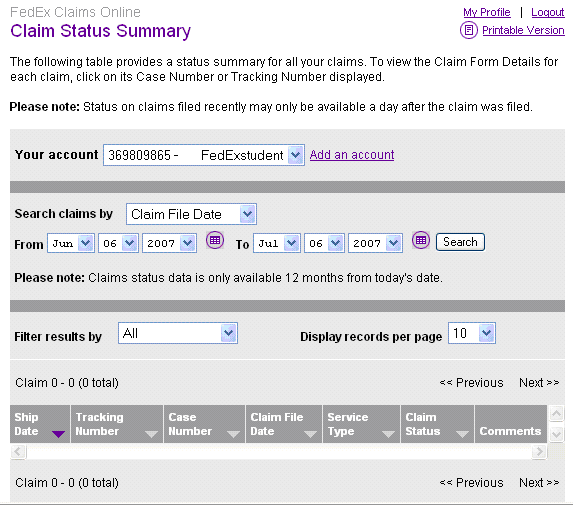 FedEx Claims Online
My Profile | Logout
Claim Status Summary
Printable Version
The following table provides a status summary for all your claims. To view the Claim Form Details for
each claim, click on its Case Number or Tracking Number displayed.
Please note: Status on claims filed recently may only be available a day after the claim was filed.
Your account 369809865 - FedExstudent Add an account
Search claims by Claim File Date
From Jun 06 2007 To Jul 06 2007 Search
Please note: Claims status data is only available 12 months from today's date.
Filter results by All Display records per page 10
Claim 0 - 0 (0 total) << Previous Next >>
Ship Date Tracking Number Case Number Claim File Date Service Type Claim Status Comments
Claim 0 - 0 (0 total) << Previous Next >>